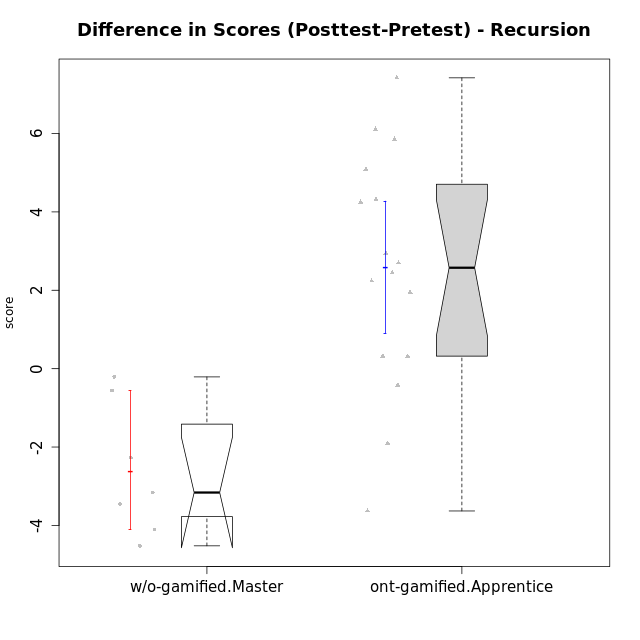 Difference in Scores (Posttest-Pretest) - Recursion
6
4
2
0
-2
-4
score
w/o-gamified.Master
ont-gamified.Apprentice